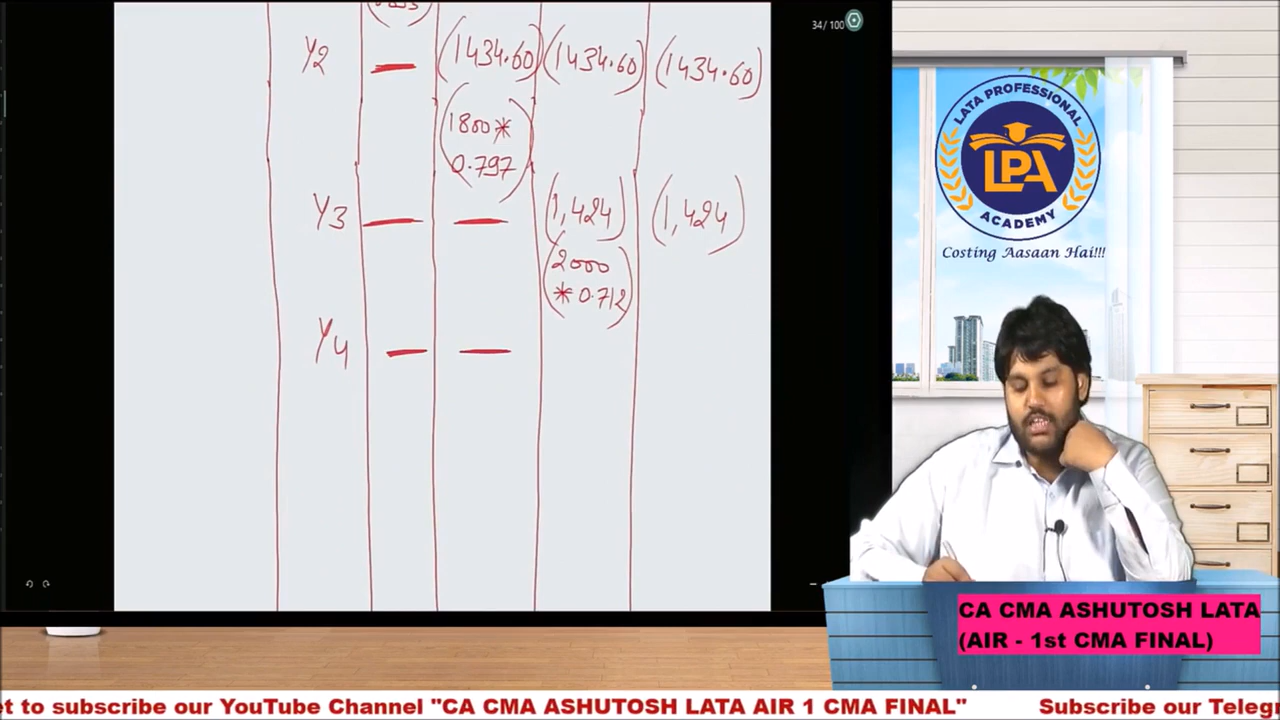 34/100
Y2 — (1434.60) (1434.60) (1434.60)
(1800*
0.797)
Y3 — — (1,424) (1,424)
(2000
* 0.712)
Y4 — —
LATA PROFESSIONAL
LPA
ACADEMY
Costing Aasaan Hai!!!
CA CMA ASHUTOSH LATA
(AIR - 1st CMA FINAL)
et to subscribe our YouTube Channel "CA CMA ASHUTOSH LATA AIR 1 CMA FINAL" Subscribe our Telegr